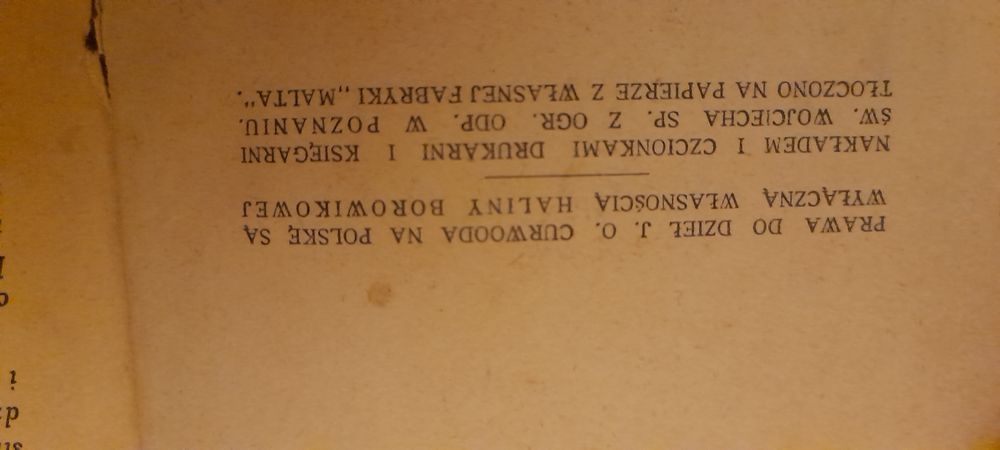 PRAWA DO DZIEŁ J. O. CURWOODA NA POLSKĘ SĄ
WYŁĄCZNĄ WŁASNOŚCIĄ HALINY BOROWIKOWEJ
NAKŁADEM I CZCIONKAMI DRUKARNI I KSIĘGARNI
ŚW. WOJCIECHA SP. Z OGR. ODP. W POZNANIU.
TŁOCZONO NA PAPIERZE Z WŁASNEJ FABRYKI „MALTA".